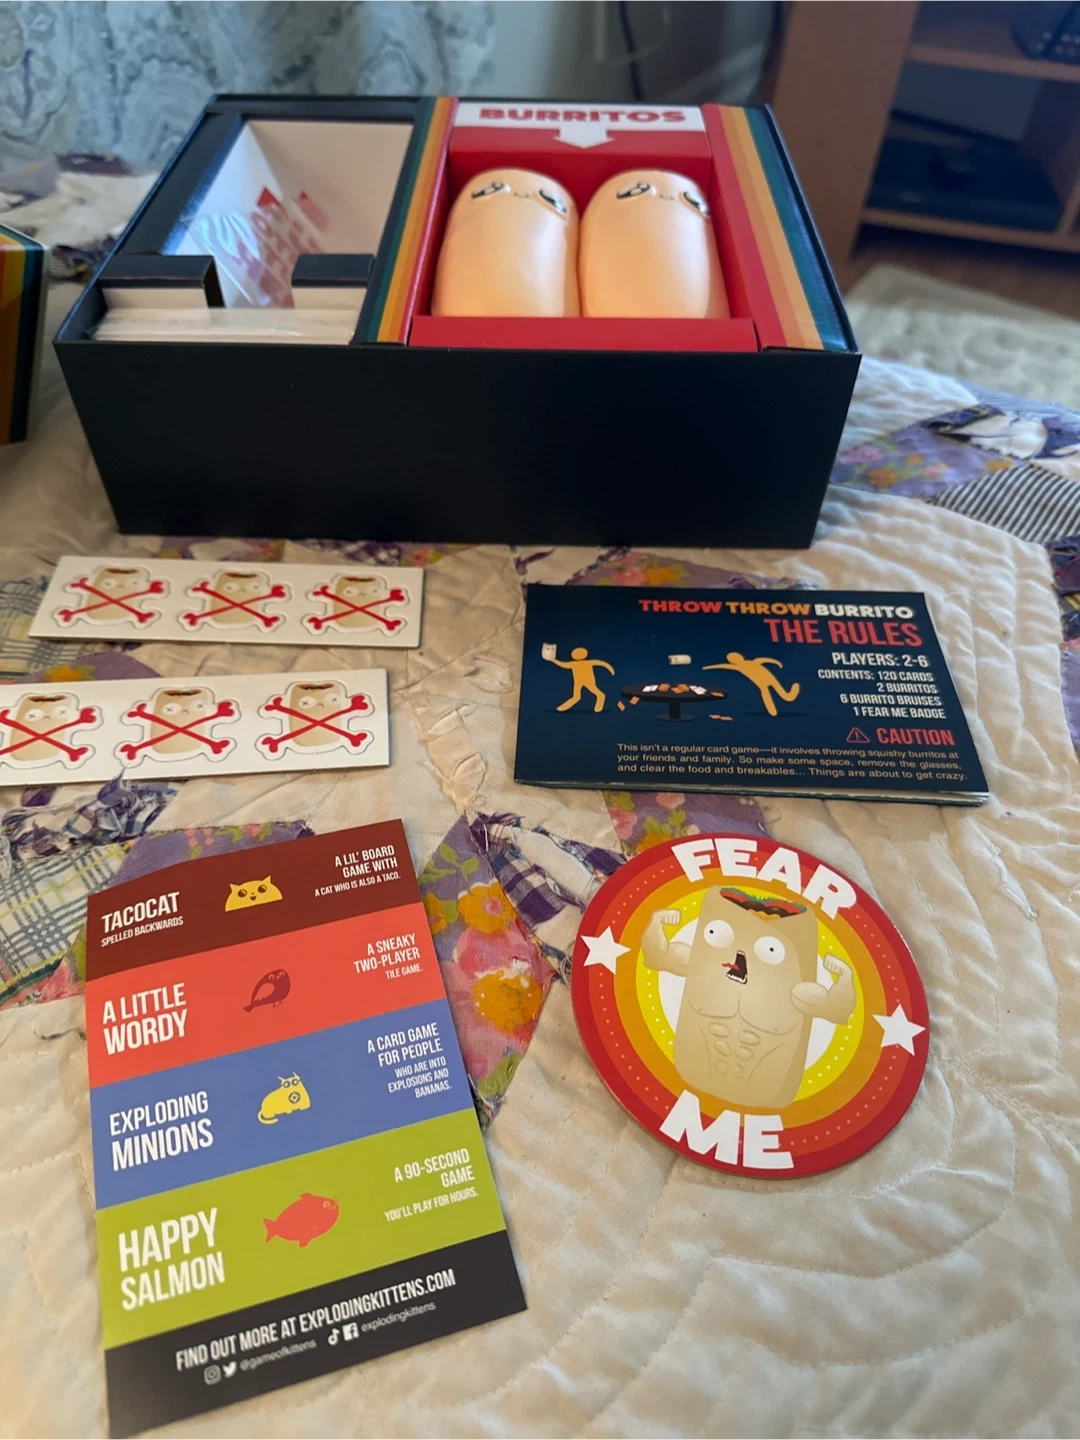 BURRITOS
THROW THROW BURRITO
THE RULES
PLAYERS: 2-6
CONTENTS: 120 CARDS
2 BURRITOS
6 BURRITO BRUISES
1 FEAR ME BADGE
CAUTION
This isn't a regular card game—it involves throwing squishy burritos at
your friends and family. So make some space, remove the glasses,
and clear the food and breakables... Things are about to get crazy.
TACOCAT
SPELLED BACKWARDS
A LIL' BOARD
GAME WITH
A CAT WHO IS ALSO A TACO.
A LITTLE
WORDY
A SNEAKY
TWO-PLAYER
TILE GAME.
EXPLODING
MINIONS
A CARD GAME
FOR PEOPLE
WHO ARE INTO
EXPLOSIONS AND
BANANAS.
HAPPY
SALMON
A 90-SECOND
GAME
YOU'LL PLAY FOR HOURS.
FIND OUT MORE AT EXPLODINGKITTENS.COM
@gameofkittens explodingkittens
FEAR
ME